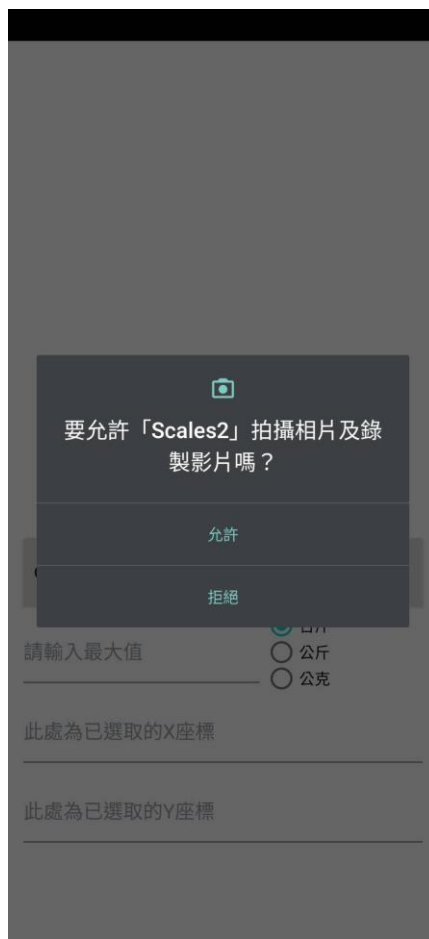 要允許「Scales2」拍攝相片及錄
製影片嗎？
允許
拒絕
請輸入最大值
公斤
公克
此處為已選取的X座標
此處為已選取的Y座標